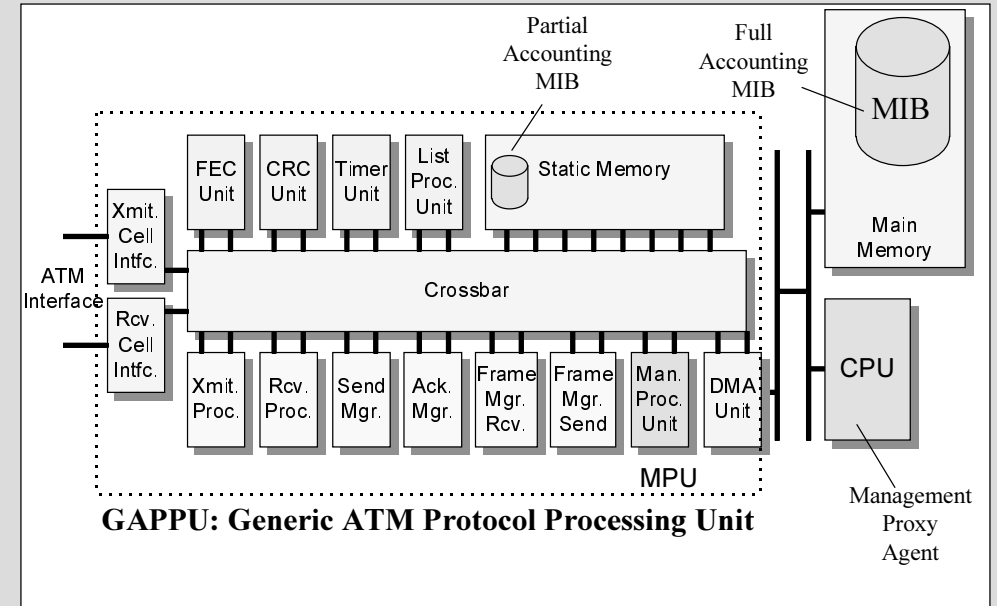 Partial
Accounting
MIB
Full
Accounting
MIB
MIB
Main
Memory
FEC
Unit
CRC
Unit
Timer
Unit
List
Proc.
Unit
Static Memory
Xmit.
Cell
Intfc.
ATM
Interface
Rcv.
Cell
Intfc.
Crossbar
Xmit.
Proc.
Rcv.
Proc.
Send
Mgr.
Ack.
Mgr.
Frame
Mgr.
Rcv.
Frame
Mgr.
Send
Man.
Proc.
Unit
DMA
Unit
CPU
MPU
GAPPU: Generic ATM Protocol Processing Unit
Management
Proxy
Agent